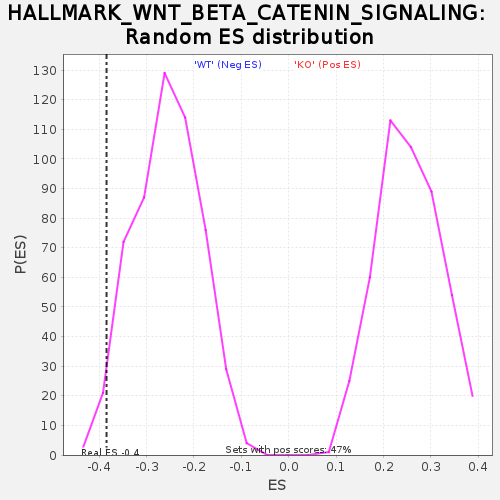 HALLMARK_WNT_BETA_CATENIN_SIGNALING:
Random ES distribution
'WT' (Neg ES) 'KO' (Pos ES)
130
120
110
100
90
80
70
60
50
40
30
20
10
0
P(ES)
Real ES -0.4
Sets with pos scores: 47%
-0.4 -0.3 -0.2 -0.1 0.0 0.1 0.2 0.3 0.4
ES